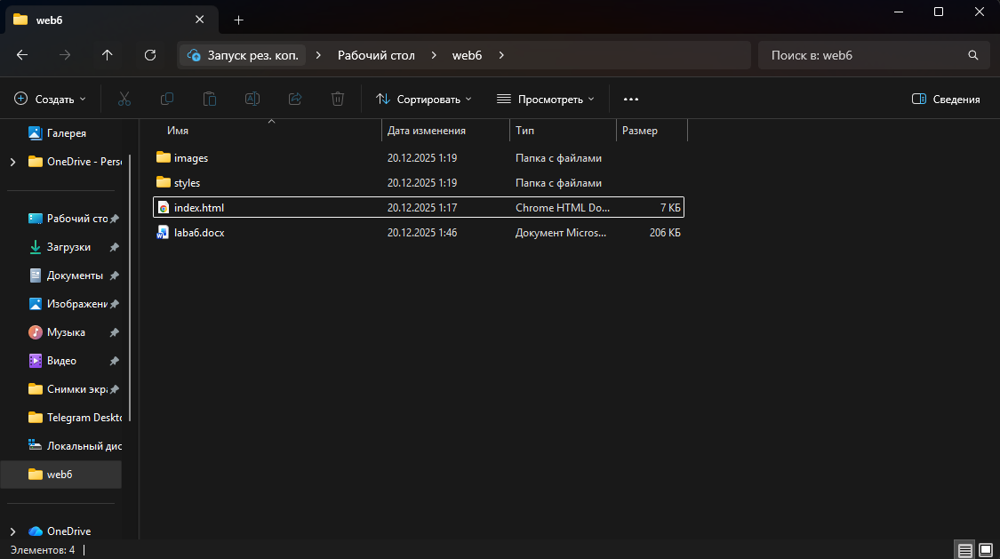 web6
Запуск рез. коп. Рабочий стол web6
Поиск в: web6
Создать Сортировать Просмотреть Сведения
Галерея
OneDrive - Pers
Рабочий сто
Загрузки
Документы
Изображени
Музыка
Видео
Снимки экра
Telegram Deskto
Локальный дис
web6
OneDrive
Имя Дата изменения Тип Размер
images 20.12.2025 1:19 Папка с файлами
styles 20.12.2025 1:19 Папка с файлами
index.html 20.12.2025 1:17 Chrome HTML Do... 7 КБ
laba6.docx 20.12.2025 1:46 Документ Micros... 206 КБ
Элементов: 4